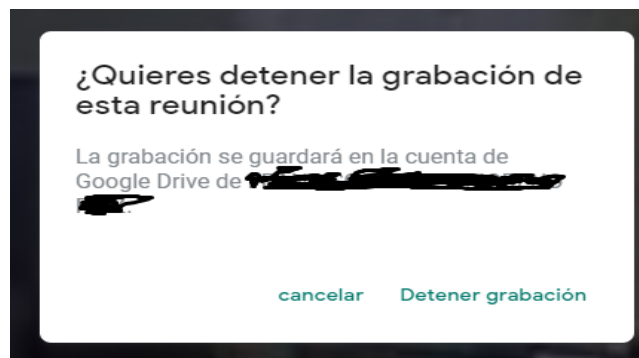 ¿Quieres detener la grabación de
esta reunión?
La grabación se guardará en la cuenta de
Google Drive de
cancelar Detener grabación